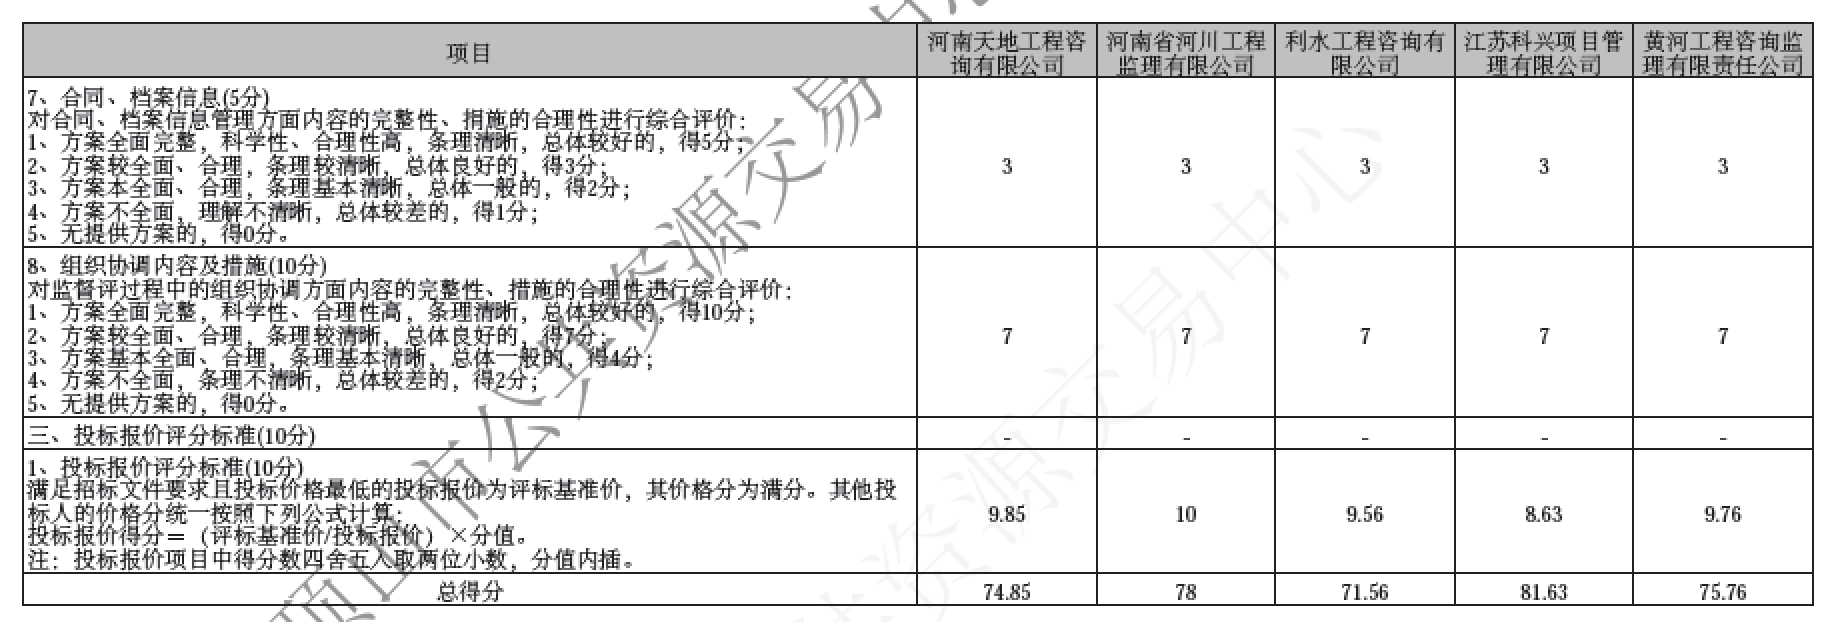 项目
河南天地工程咨
询有限公司
河南省河川工程
监理有限公司
利水工程咨询有
限公司
江苏科兴项目管
理有限公司
黄河工程咨询监
理有限责任公司
7、合同、档案信息(5分)
对合同、档案信息管理方面内容的完整性、措施的合理性进行综合评价:
1、方案全面完整，科学性、合理性高，条理清晰，总体较好的，得5分;
2、方案较全面、合理，条理较清晰，总体良好的，得3分;
3、方案本全面、合理，条理基本清晰，总体一般的，得2分;
4、方案不全面，理解不清晰，总体较差的，得1分;
5、无提供方案的，得0分。
3
3
3
3
3
8、组织协调内容及措施(10分)
对监督评过程中的组织协调方面内容的完整性、措施的合理性进行综合评价:
1、方案全面完整，科学性、合理性高，条理清晰，总体较好的，得10分;
2、方案较全面、合理，条理较清晰，总体良好的，得7分;
3、方案基本全面、合理，条理基本清晰，总体一般的，得4分;
4、方案不全面，条理不清晰，总体较差的，得2分;
5、无提供方案的，得0分。
7
7
7
7
7
三、投标报价评分标准(10分)
-
-
-
-
-
1、投标报价评分标准(10分)
满足招标文件要求且投标价格最低的投标报价为评标基准价，其价格分为满分。其他投
标人的价格分统一按照下列公式计算:
投标报价得分＝（评标基准价/投标报价）×分值。
注：投标报价项目中得分数四舍五入取两位小数，分值内插。
9.85
10
9.56
8.63
9.76
总得分
74.85
78
71.56
81.63
75.76
顶山市公共资源交易中心
资源交易中心